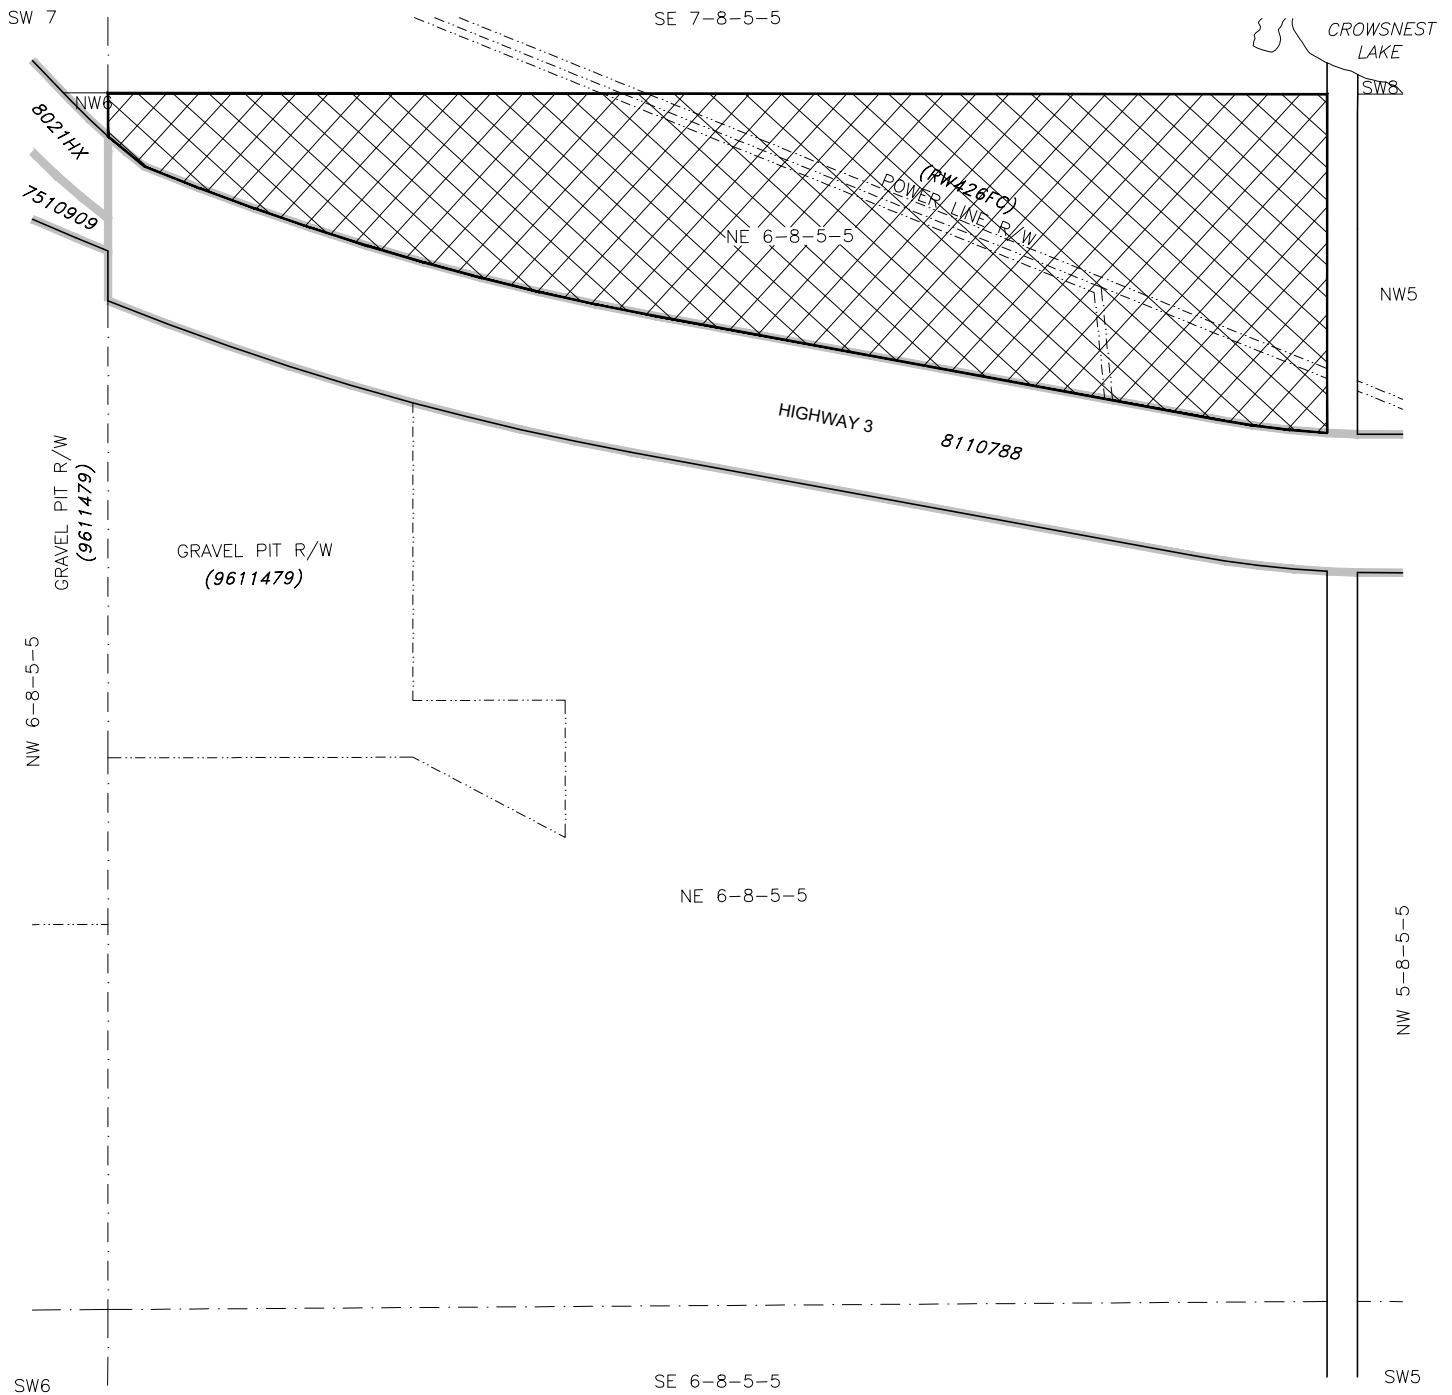 SW 7
SE 7-8-5-5
CROWSNEST
LAKE
NW6
SW8
8021HX
7510909
(RW426FC)
POWER LINE R/W
NE 6-8-5-5
NW5
HIGHWAY 3
8110788
GRAVEL PIT R/W
(9611479)
GRAVEL PIT R/W
(9611479)
NW 6-8-5-5
NE 6-8-5-5
NW 5-8-5-5
SW6
SE 6-8-5-5
SW5